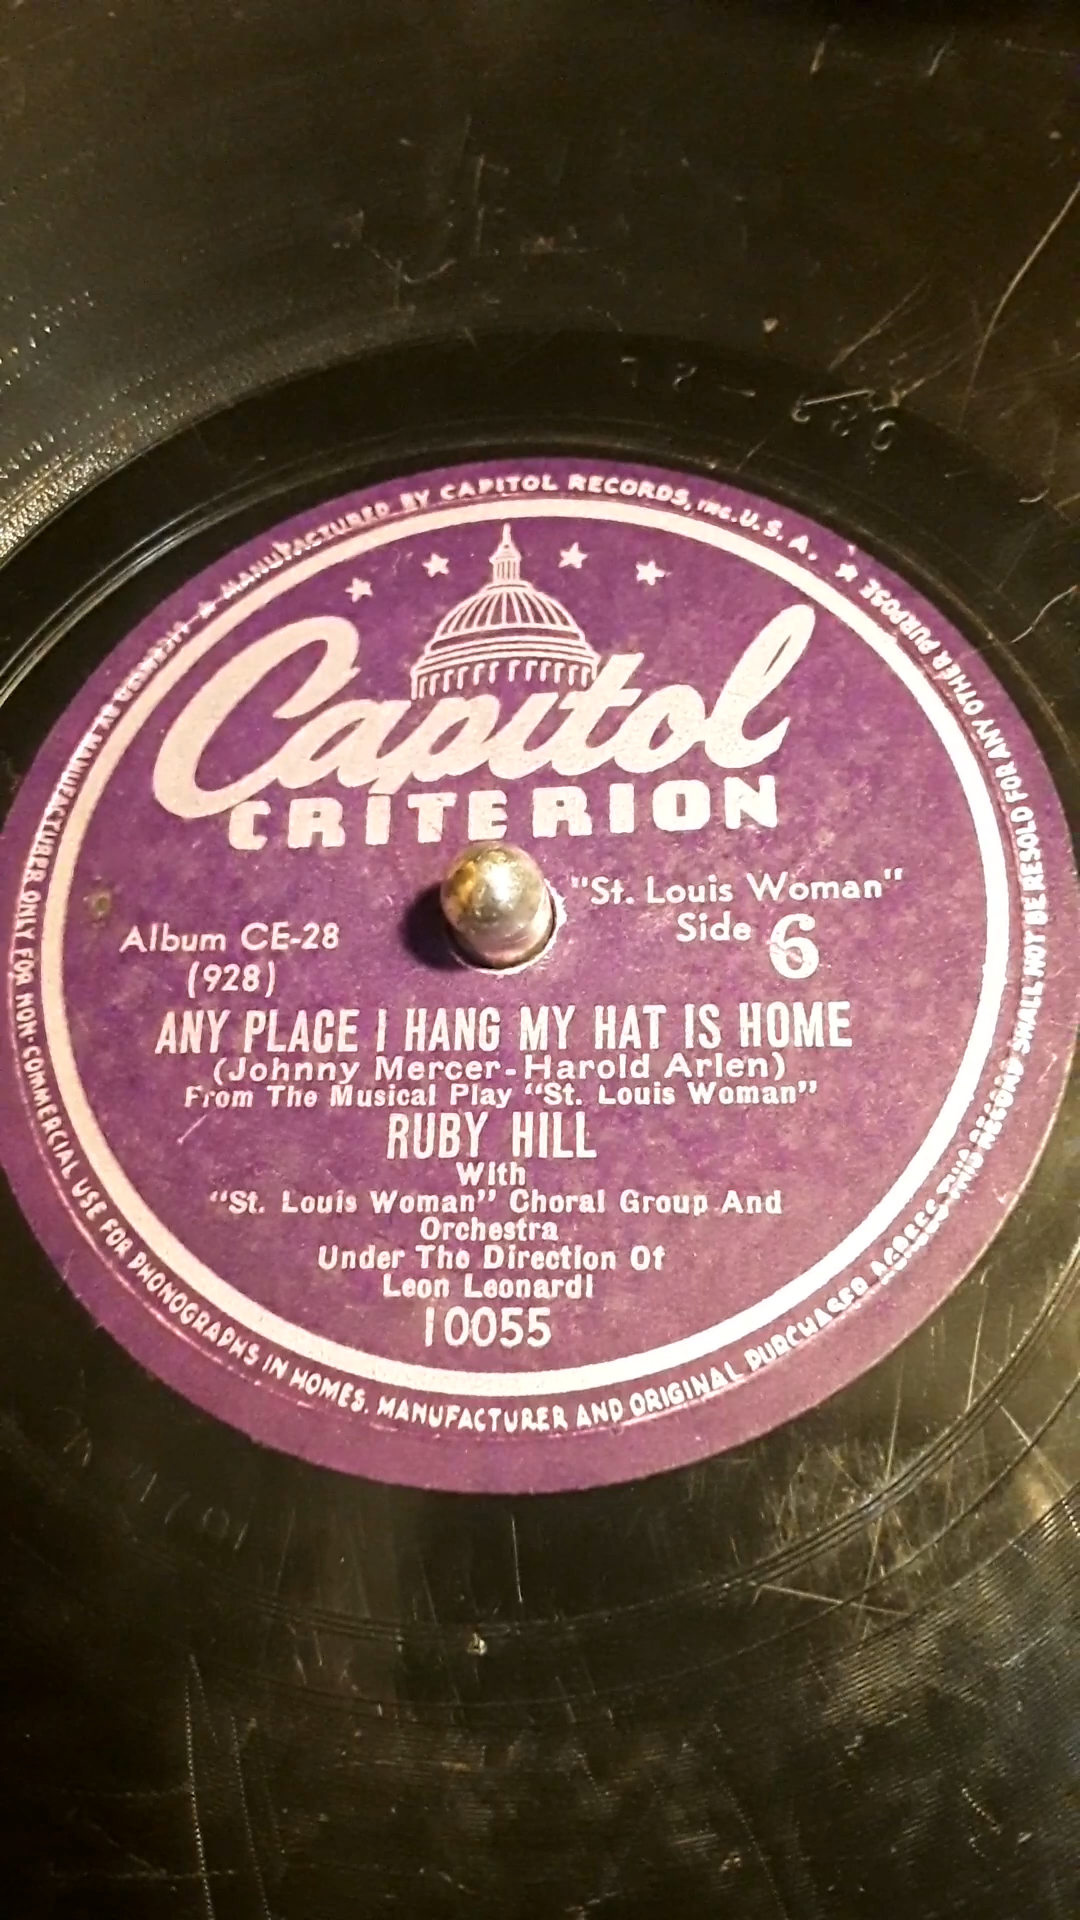 MANUFACTURED BY CAPITOL RECORDS, INC. U.S.A.
Capitol
CRITERION
"St. Louis Woman"
Side 6
Album CE-28
(928)
ANY PLACE I HANG MY HAT IS HOME
(Johnny Mercer-Harold Arlen)
From The Musical Play "St. Louis Woman"
RUBY HILL
With
"St. Louis Woman" Choral Group And
Orchestra
Under The Direction Of
Leon Leonardi
10055
LICENSED BY MANUFACTURER ONLY FOR NON-COMMERCIAL USE FOR PHONOGRAPHS IN HOMES. MANUFACTURER AND ORIGINAL PURCHASER AGREE THIS RECORD SHALL NOT BE RESOLD FOR ANY OTHER PURPOSE